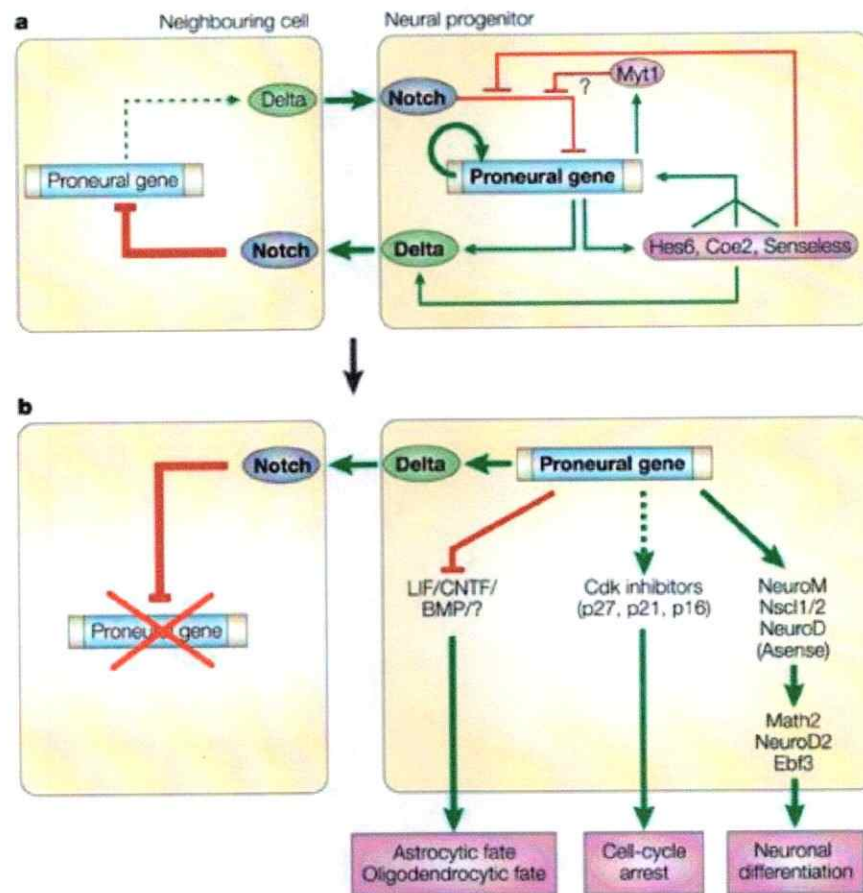 a
Neighbouring cell
Neural progenitor
Delta
Notch
Myt1
?
Proneural gene
Proneural gene
Notch
Delta
Hes6, Coe2, Senseless
b
Notch
Delta
Proneural gene
Proneural gene
LIF/CNTF/
BMP/?
Cdk inhibitors
(p27, p21, p16)
NeuroM
Nscl1/2
NeuroD
(Asense)
Math2
NeuroD2
Ebf3
Astrocytic fate
Oligodendrocytic fate
Cell-cycle
arrest
Neuronal
differentiation